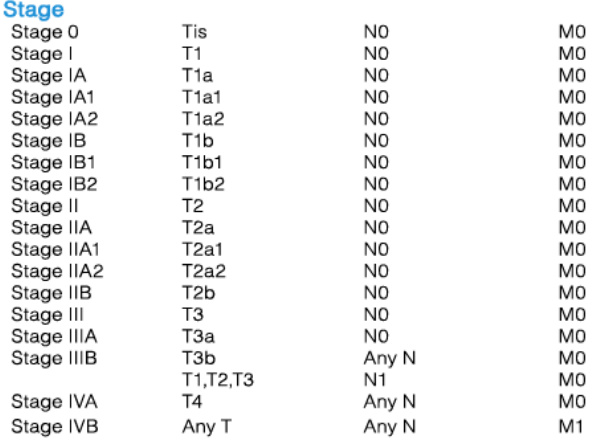 Stage
Stage 0 Tis N0 M0
Stage I T1 N0 M0
Stage IA T1a N0 M0
Stage IA1 T1a1 N0 M0
Stage IA2 T1a2 N0 M0
Stage IB T1b N0 M0
Stage IB1 T1b1 N0 M0
Stage IB2 T1b2 N0 M0
Stage II T2 N0 M0
Stage IIA T2a N0 M0
Stage IIA1 T2a1 N0 M0
Stage IIA2 T2a2 N0 M0
Stage IIB T2b N0 M0
Stage III T3 N0 M0
Stage IIIA T3a N0 M0
Stage IIIB T3b Any N M0
T1,T2,T3 N1 M0
Stage IVA T4 Any N M0
Stage IVB Any T Any N M1